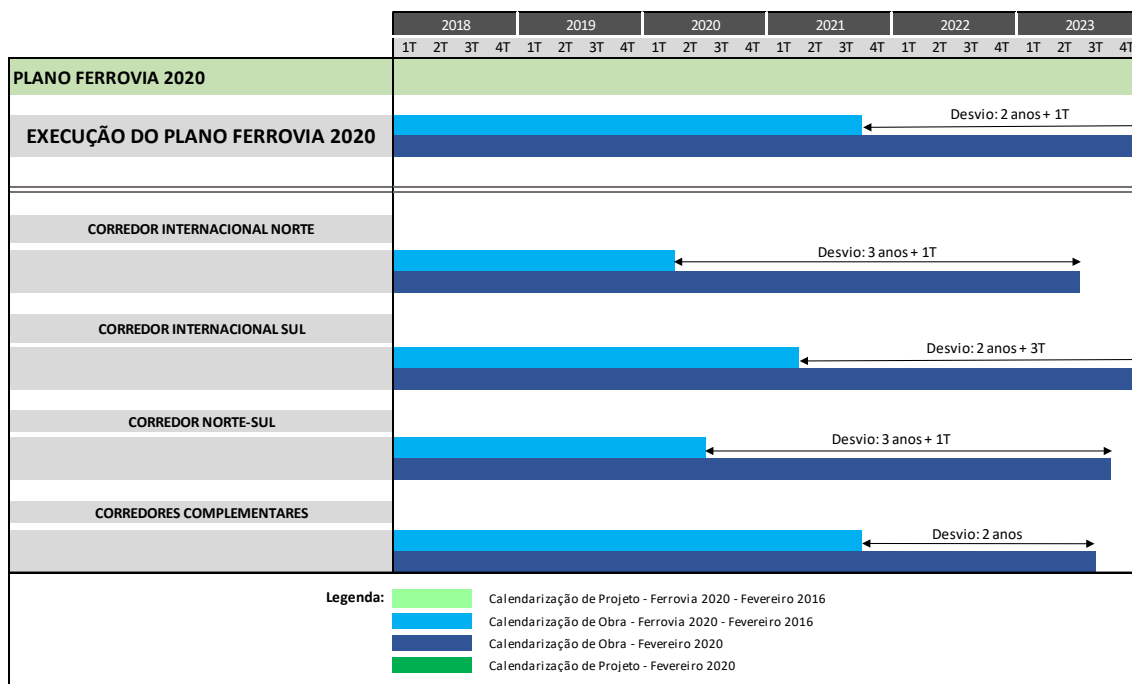 2018 2019 2020 2021 2022 2023
1T 2T 3T 4T 1T 2T 3T 4T 1T 2T 3T 4T 1T 2T 3T 4T 1T 2T 3T 4T 1T 2T 3T 4T
PLANO FERROVIA 2020
Desvio: 2 anos + 1T
EXECUÇÃO DO PLANO FERROVIA 2020
CORREDOR INTERNACIONAL NORTE
Desvio: 3 anos + 1T
CORREDOR INTERNACIONAL SUL
Desvio: 2 anos + 3T
CORREDOR NORTE-SUL
Desvio: 3 anos + 1T
CORREDORES COMPLEMENTARES
Desvio: 2 anos
Legenda: Calendarização de Projeto - Ferrovia 2020 - Fevereiro 2016
Calendarização de Obra - Ferrovia 2020 - Fevereiro 2016
Calendarização de Obra - Fevereiro 2020
Calendarização de Projeto - Fevereiro 2020